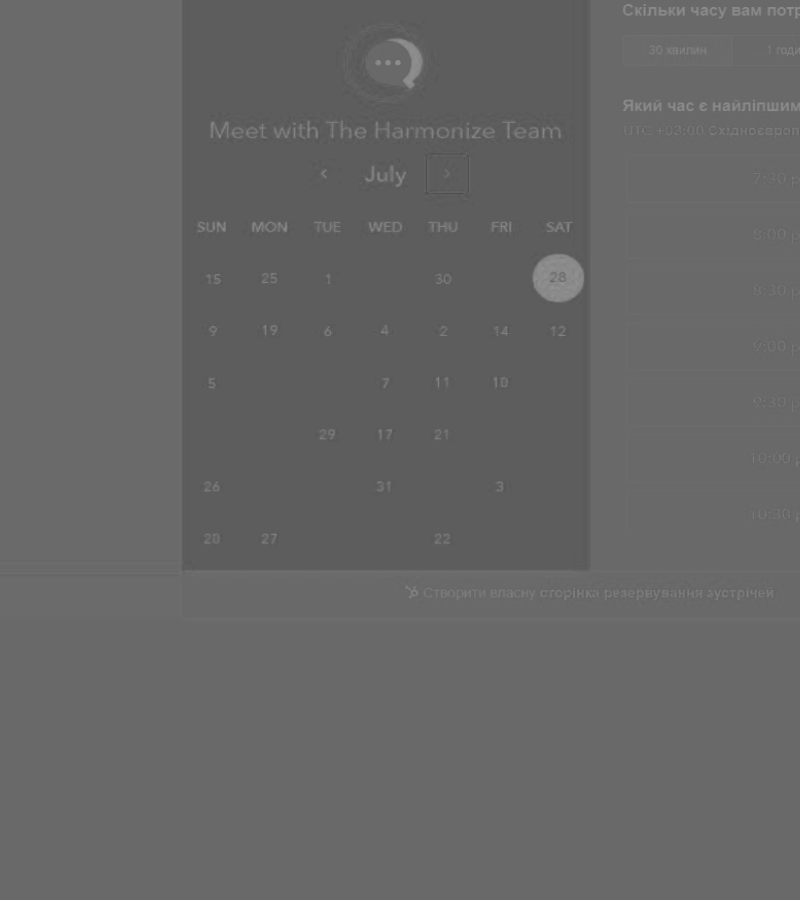 Meet with The Harmonize Team
July
SUN MON TUE WED THU FRI SAT
15 25 1 30 28
9 19 6 4 2 14 12
5 7 11 10
29 17 21
26 31 3
20 27 22
Скільки часу вам
30 хвилин 1
Який час є найліпшим
UTC +03:00
7:30
8:00
8:30
9:00
9:30
10:00
10:30
Створити власну сторінка резервування зустрічей